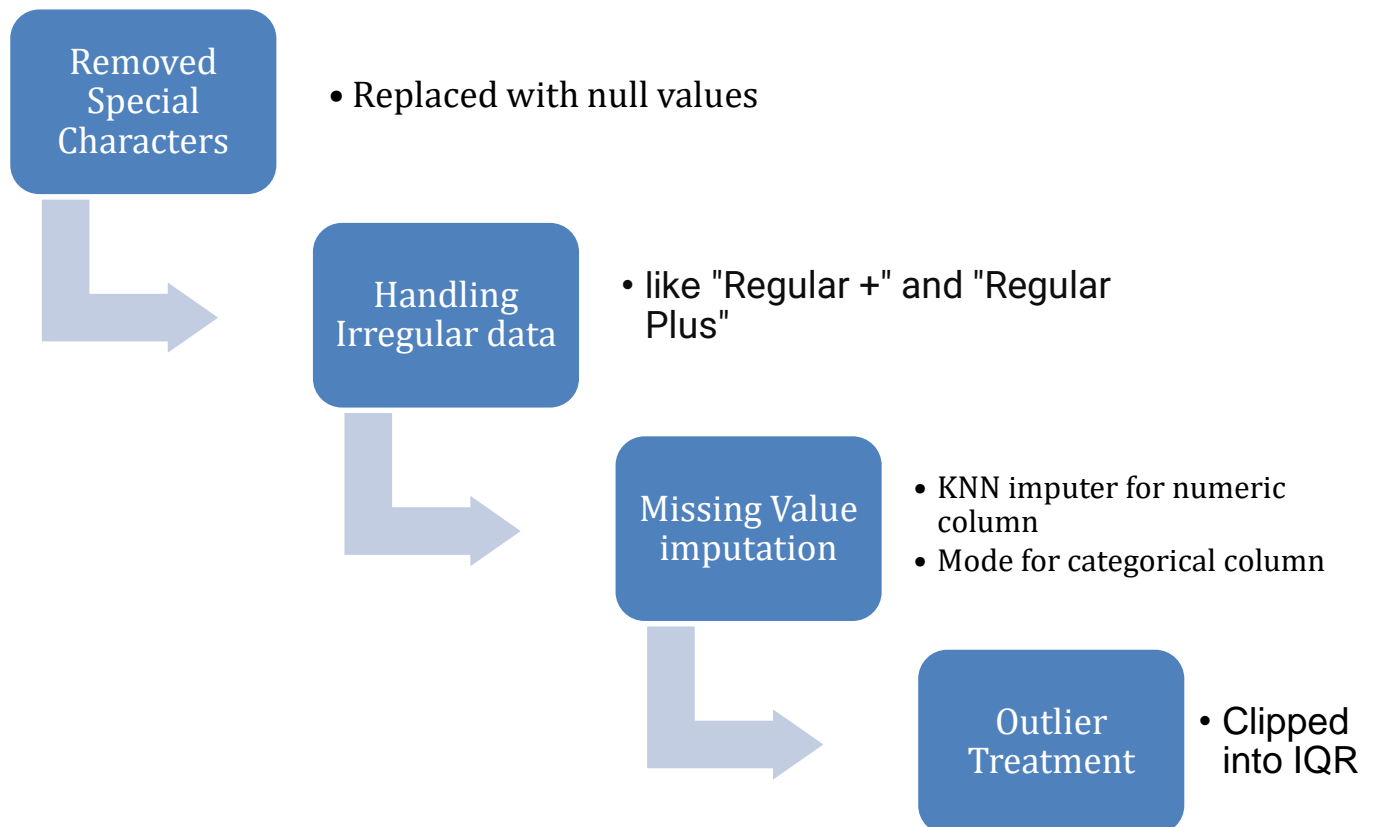 Removed
Special
Characters
• Replaced with null values
Handling
Irregular data
• like "Regular +" and "Regular
Plus"
Missing Value
imputation
• KNN imputer for numeric
column
• Mode for categorical column
Outlier
Treatment
• Clipped
into IQR